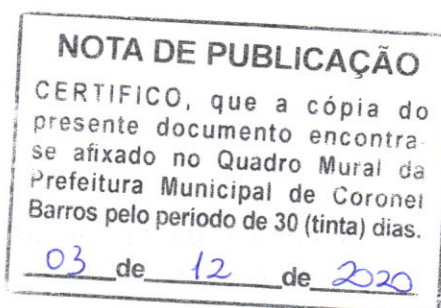 NOTA DE PUBLICAÇÃO
CERTIFICO, que a cópia do
presente documento encontra-
se afixado no Quadro Mural da
Prefeitura Municipal de Coronel
Barros pelo período de 30 (tinta) dias.
03 de 12 de 2020